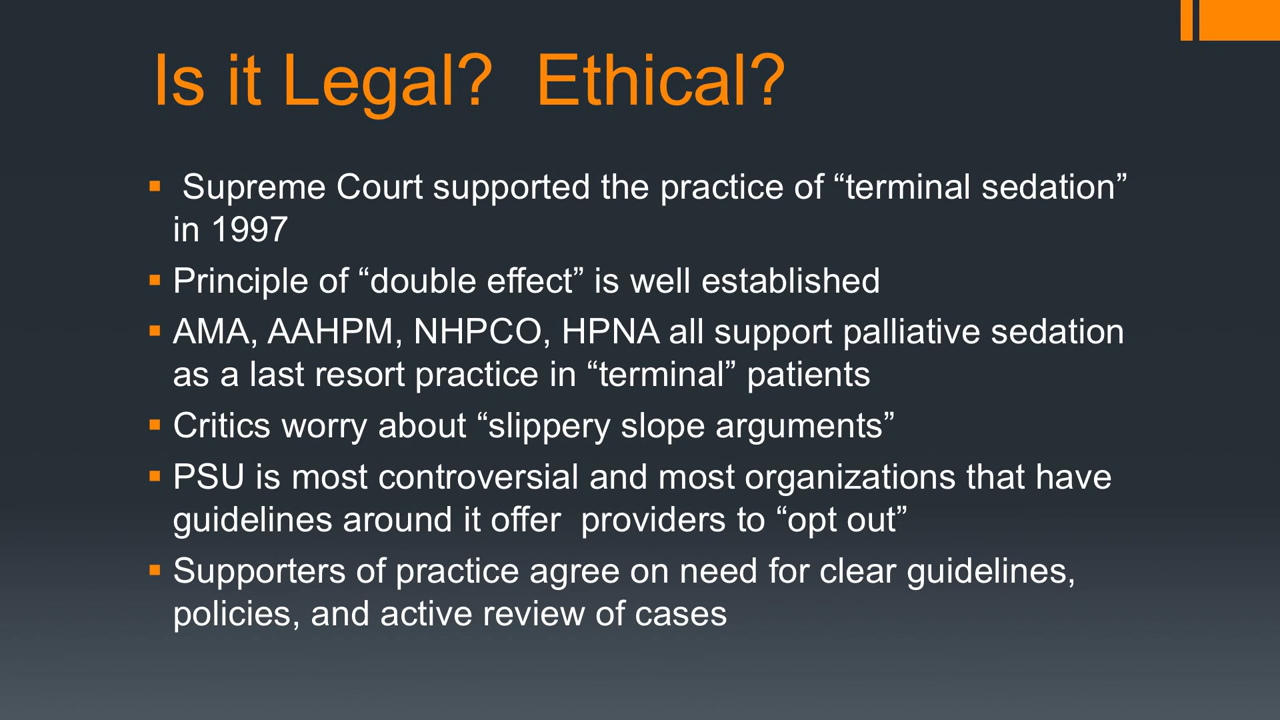 Is it Legal?  Ethical?
▪ Supreme Court supported the practice of “terminal sedation”
in 1997
▪ Principle of “double effect” is well established
▪ AMA, AAHPM, NHPCO, HPNA all support palliative sedation
as a last resort practice in “terminal” patients
▪ Critics worry about “slippery slope arguments”
▪ PSU is most controversial and most organizations that have
guidelines around it offer  providers to “opt out”
▪ Supporters of practice agree on need for clear guidelines,
policies, and active review of cases